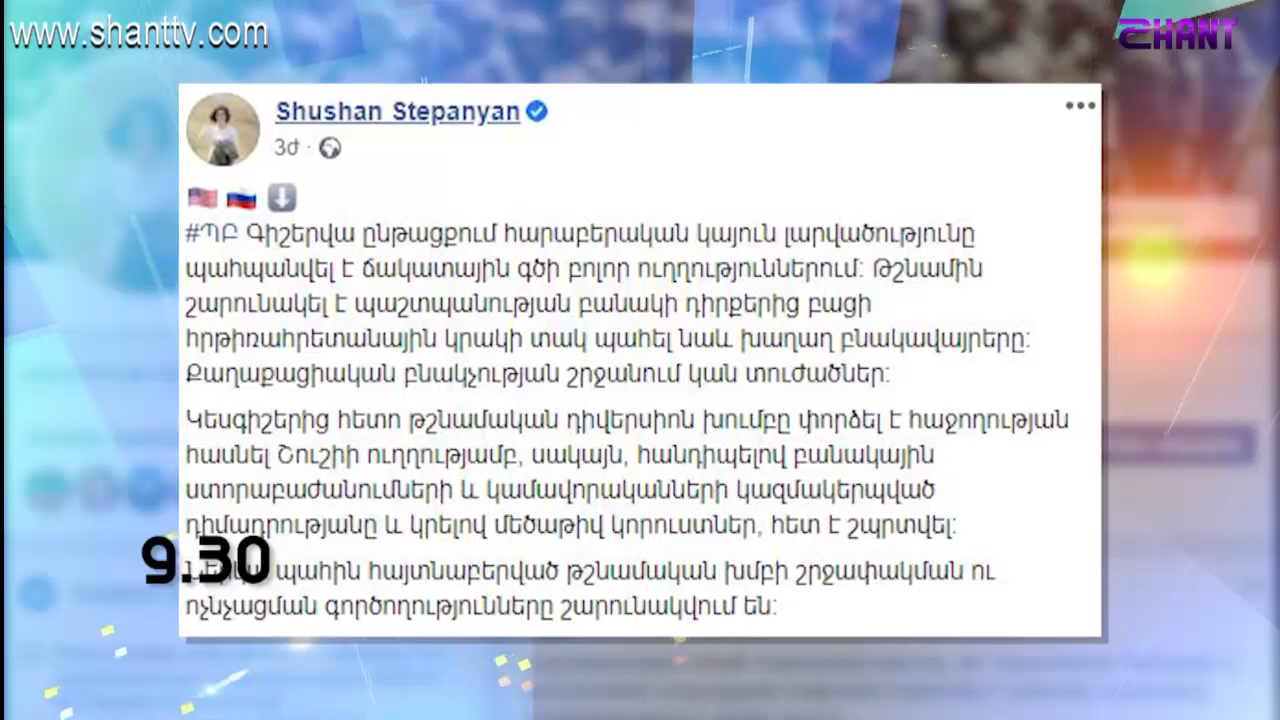 www.shanttv.com
SHANT
Shushan Stepanyan
3ժ ·
#ՊԲ Գիշերվա ընթացքում հարաբերական կայուն լարվածությունը
պահպանվել է ճակատային գծի բոլոր ուղղություններում: Թշնամին
շարունակել է պաշտպանության բանակի դիրքերից բացի
հրթիռահրետանային կրակի տակ պահել նաև խաղաղ բնակավայրերը:
Քաղաքացիական բնակչության շրջանում կան տուժածներ:
Կեսգիշերից հետո թշնամական դիվերսիոն խումբը փորձել է հաջողության
հասնել Շուշիի ուղղությամբ, սակայն, հանդիպելով բանակային
ստորաբաժանումների և կամավորականների կազմակերպված
դիմադրությանը և կրելով մեծաթիվ կորուստներ, հետ է շպրտվել:
9.30
պահին հայտնաբերված թշնամական խմբի շրջափակման ու
ոչնչացման գործողությունները շարունակվում են: